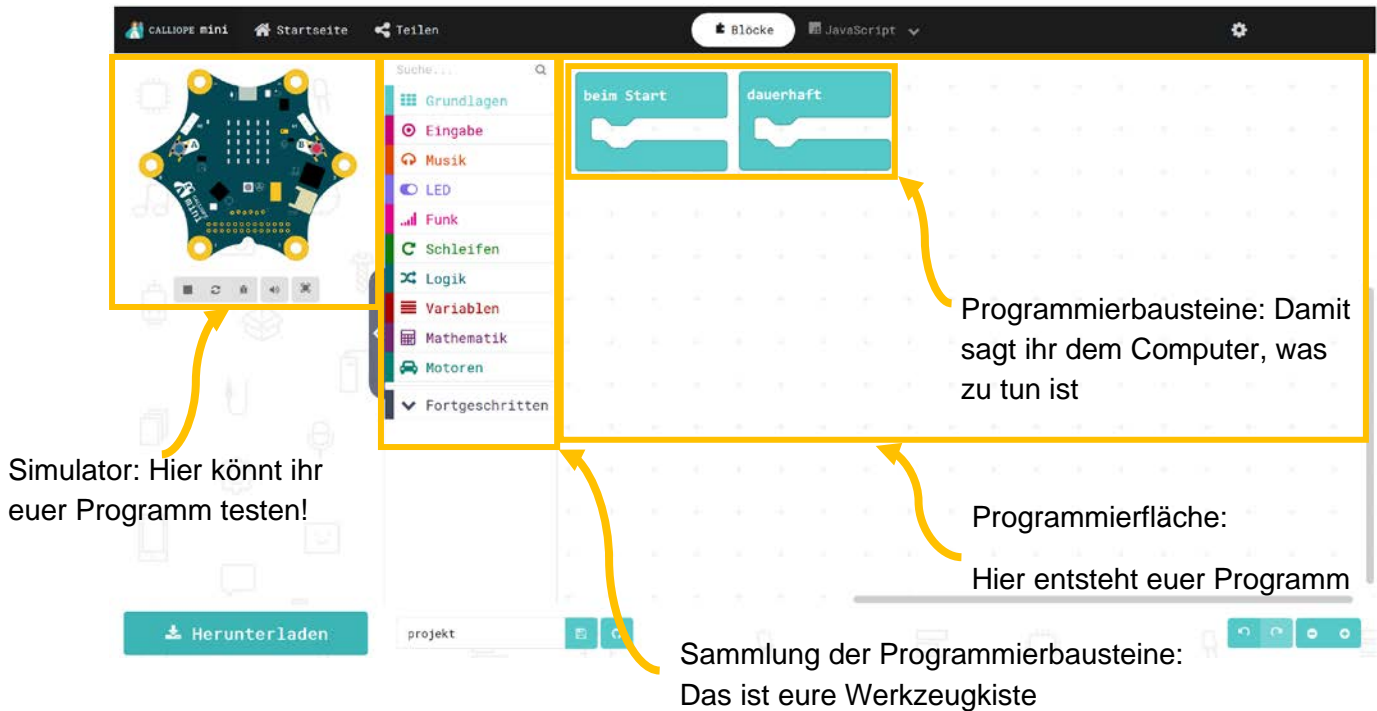 CALLIOPE mini Startseite Teilen Blöcke JavaScript
Suche...
Grundlagen
Eingabe
Musik
LED
Funk
Schleifen
Logik
Variablen
Mathematik
Motoren
Fortgeschritten
beim Start dauerhaft
A B
CALLIOPE
mini
Programmierbausteine: Damit
sagt ihr dem Computer, was
zu tun ist
Simulator: Hier könnt ihr
euer Programm testen!
Programmierfläche:
Hier entsteht euer Programm
Herunterladen projekt
Sammlung der Programmierbausteine:
Das ist eure Werkzeugkiste